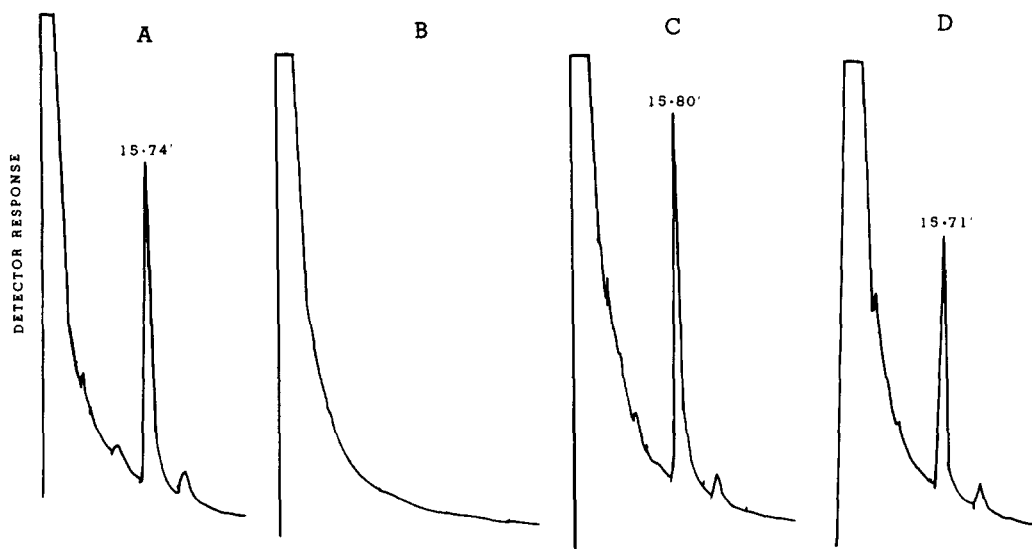 A
B
C
D
15·74'
15·80'
15·71'
DETECTOR RESPONSE